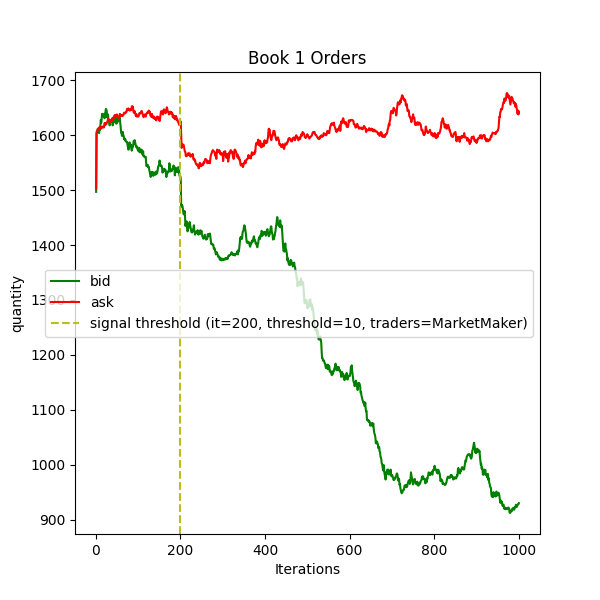 Book 1 Orders
1700
1600
1500
1400
1300
1200
1100
1000
900
quantity
bid
ask
signal threshold (it=200, threshold=10, traders=MarketMaker)
0 200 400 600 800 1000
Iterations